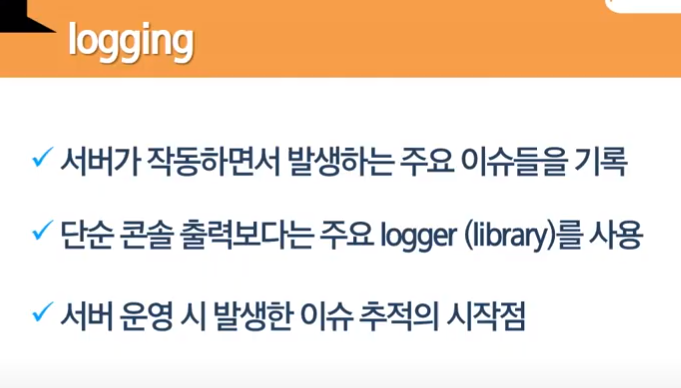 logging
서버가 작동하면서 발생하는 주요 이슈들을 기록
단순 콘솔 출력보다는 주요 logger (library)를 사용
서버 운영 시 발생한 이슈 추적의 시작점